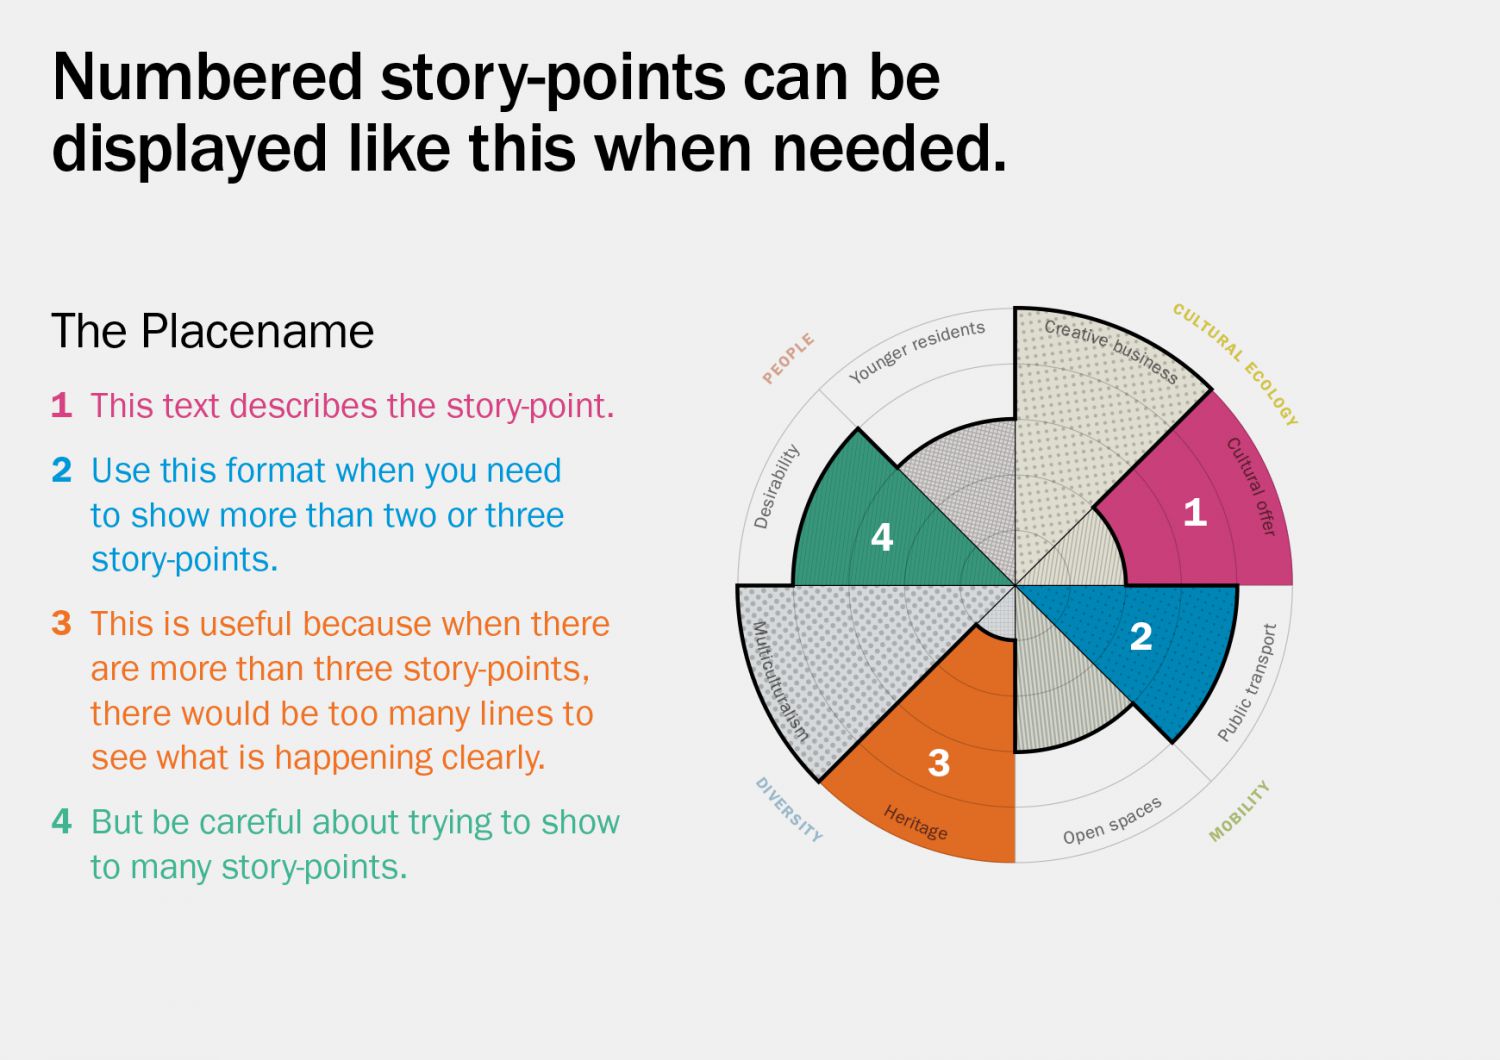 Numbered story-points can be
displayed like this when needed.
The Placename
1 This text describes the story-point.
2 Use this format when you need
to show more than two or three
story-points.
3 This is useful because when there
are more than three story-points,
there would be too many lines to
see what is happening clearly.
4 But be careful about trying to show
to many story-points.
PEOPLE
Younger residents
Creative business
CULTURAL ECOLOGY
Desirability
Cultural offer
4
1
2
Multiculturalism
Public transport
3
Heritage
Open spaces
DIVERSITY
MOBILITY